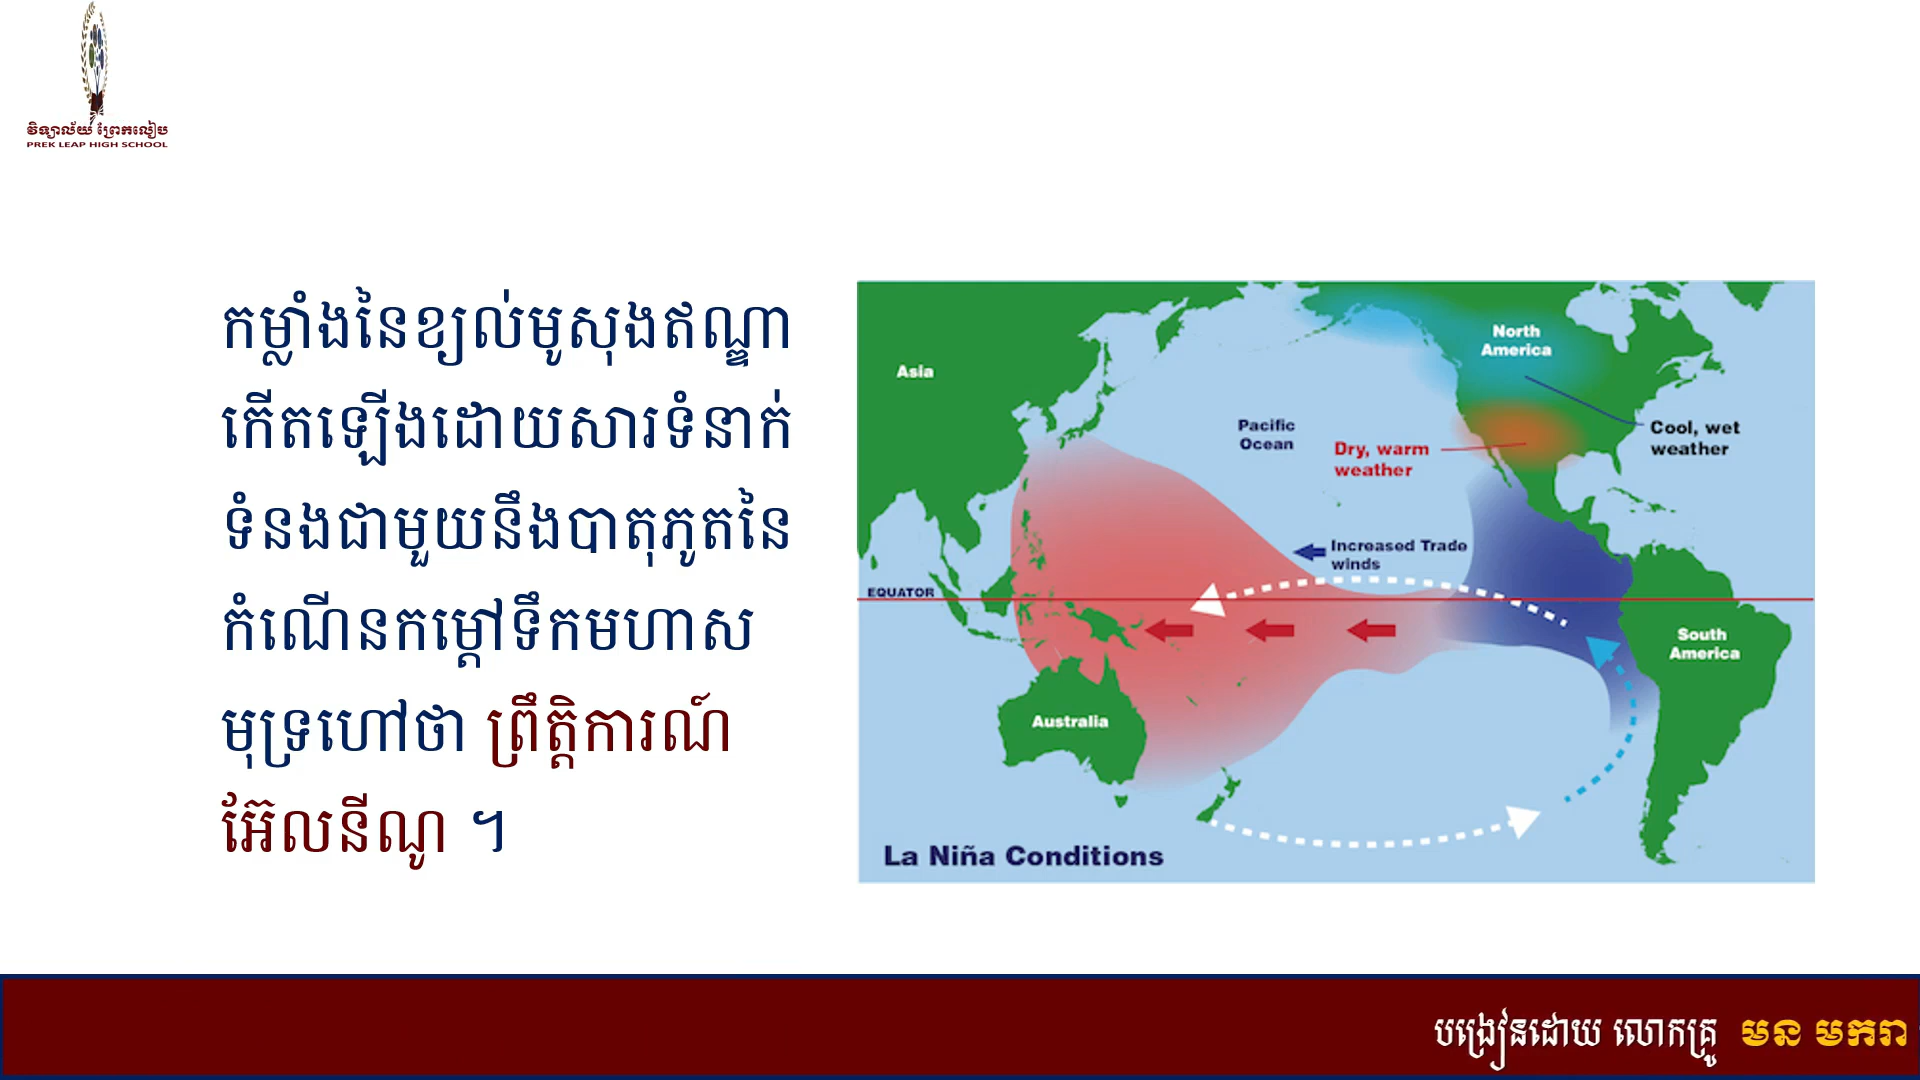 វិទ្យាល័យ ព្រែកលៀប
PREK LEAP HIGH SCHOOL
កម្លាំងនៃខ្យល់មូសុងឥណ្ឌា
កើតឡើងដោយសារទំនាក់
ទំនងជាមួយនឹងបាតុភូតនៃ
កំណើនកម្ដៅទឹកមហាស
មុទ្រហៅថា ព្រឹត្តិការណ៍
អ៊ែលនីណូ ។
Asia
North
America
Pacific
Ocean
Cool, wet
weather
Dry, warm
weather
Increased Trade
winds
EQUATOR
South
America
Australia
La Niña Conditions
បង្រៀនដោយ លោកគ្រូ មន មករា